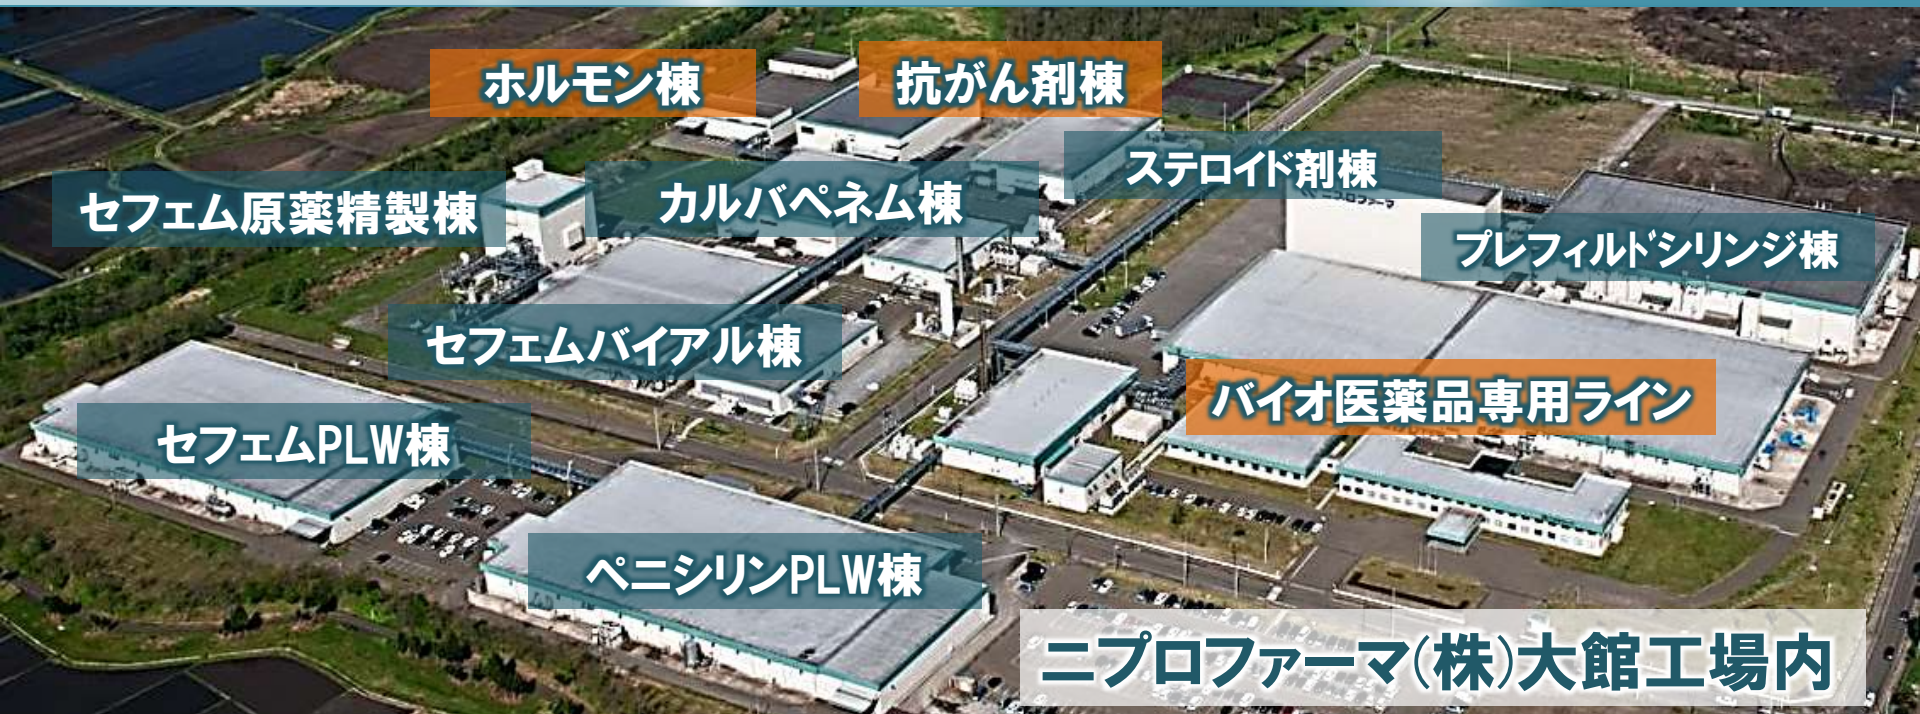 ホルモン棟
抗がん剤棟
ステロイド剤棟
カルバペネム棟
セフェム原薬精製棟
プレフィルドシリンジ棟
セフェムバイアル棟
バイオ医薬品専用ライン
セフェムPLW棟
ペニシリンPLW棟
ニプロファーマ(株)大館工場内